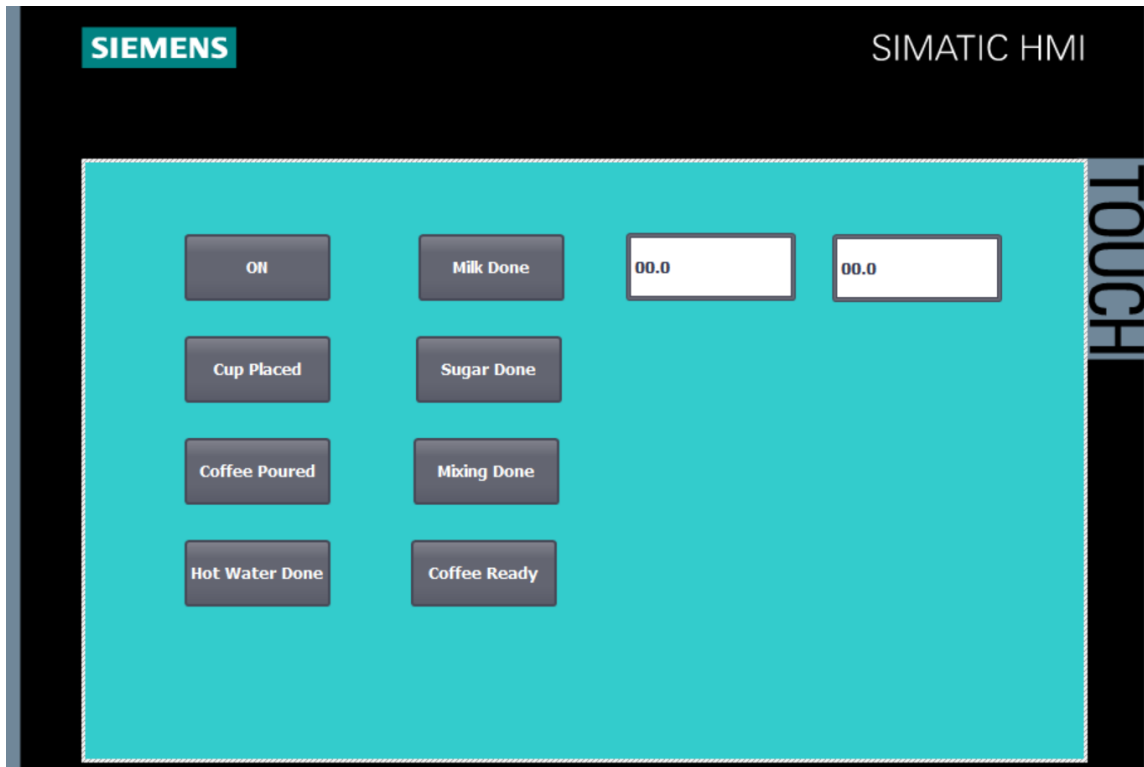 SIEMENS
SIMATIC HMI
TOUCH
ON
Milk Done
00.0
00.0
Cup Placed
Sugar Done
Coffee Poured
Mixing Done
Hot Water Done
Coffee Ready